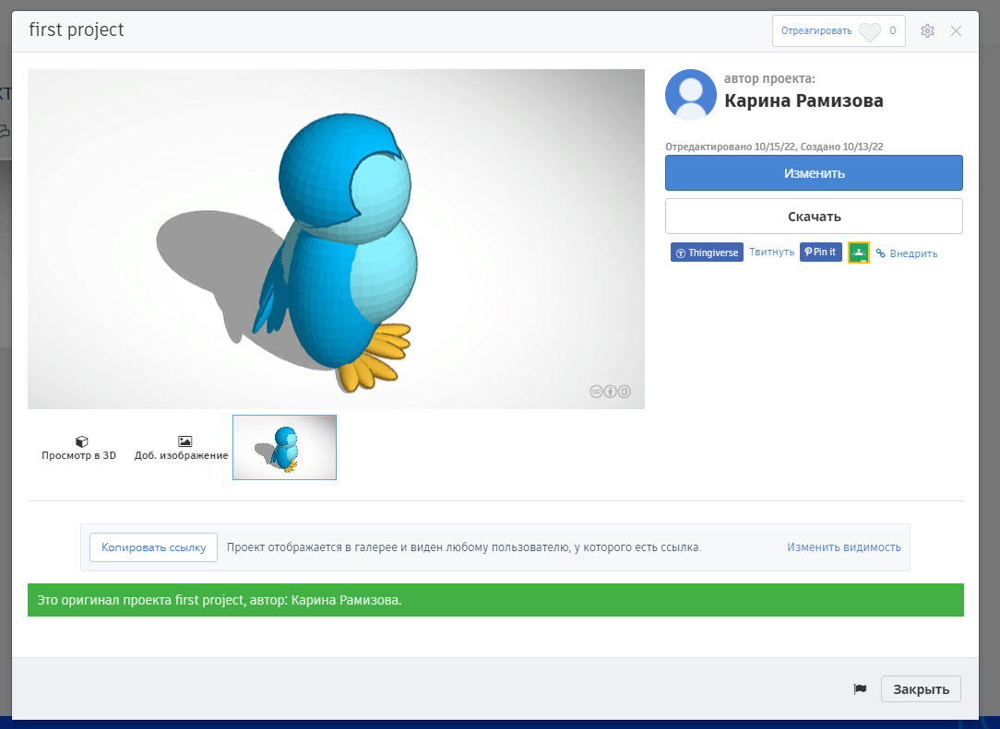 first project
Отреагировать 0
автор проекта:
Карина Рамизова
Отредактировано 10/15/22, Создано 10/13/22
Изменить
Скачать
Thingiverse Твитнуть Pin it Внедрить
Просмотр в 3D Доб. изображение
Копировать ссылку Проект отображается в галерее и виден любому пользователю, у которого есть ссылка. Изменить видимость
Это оригинал проекта first project, автор: Карина Рамизова.
Закрыть